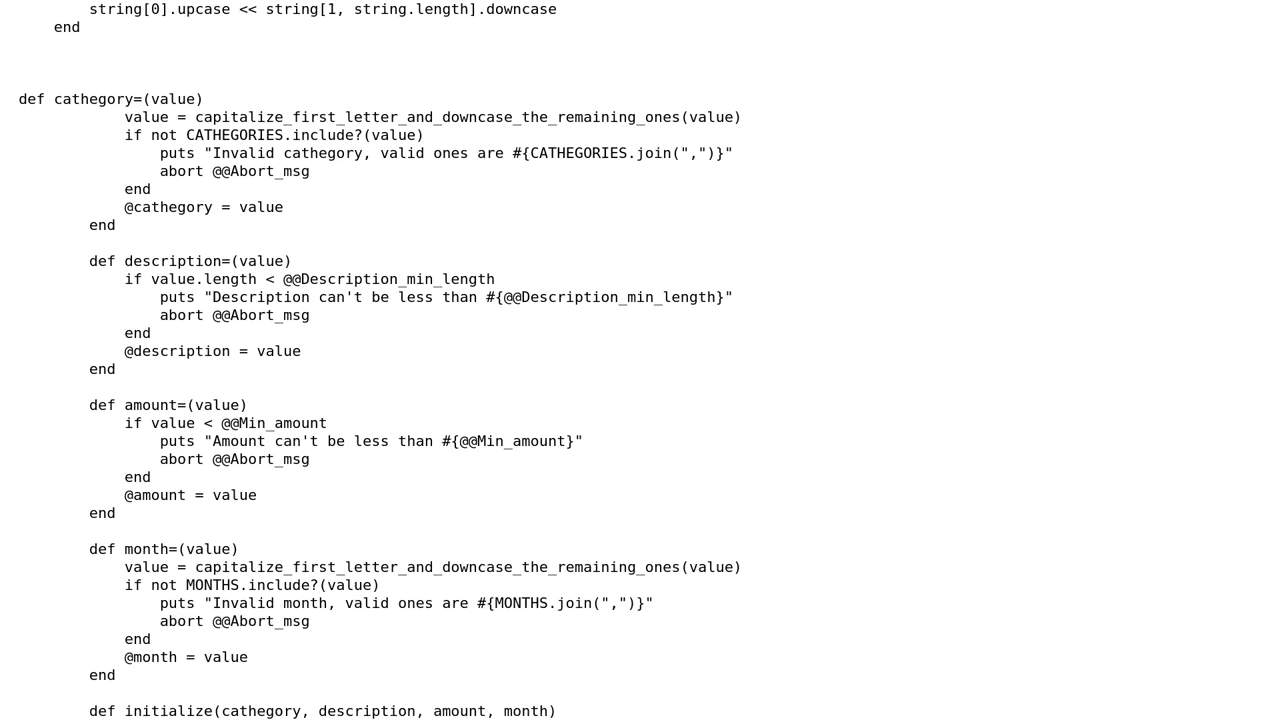 string[0].upcase << string[1, string.length].downcase
    end

def cathegory=(value)
            value = capitalize_first_letter_and_downcase_the_remaining_ones(value)
            if not CATHEGORIES.include?(value)
                puts "Invalid cathegory, valid ones are #{CATHEGORIES.join(",")}"
                abort @@Abort_msg
            end
            @cathegory = value
        end

        def description=(value)
            if value.length < @@Description_min_length
                puts "Description can't be less than #{@@Description_min_length}"
                abort @@Abort_msg
            end
            @description = value
        end

        def amount=(value)
            if value < @@Min_amount
                puts "Amount can't be less than #{@@Min_amount}"
                abort @@Abort_msg
            end
            @amount = value
        end

        def month=(value)
            value = capitalize_first_letter_and_downcase_the_remaining_ones(value)
            if not MONTHS.include?(value)
                puts "Invalid month, valid ones are #{MONTHS.join(",")}"
                abort @@Abort_msg
            end
            @month = value
        end

        def initialize(cathegory, description, amount, month)